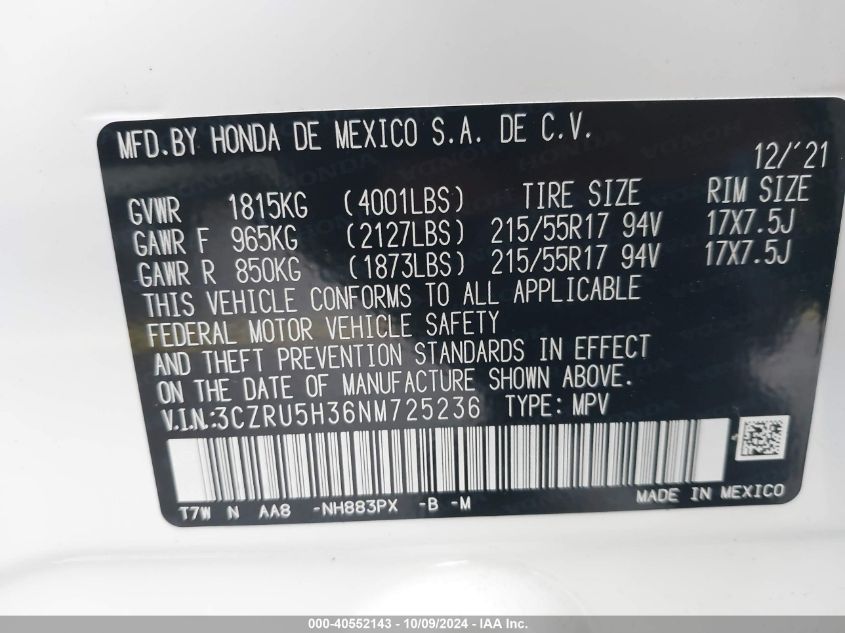 MFD.BY HONDA DE MEXICO S.A. DE C.V.
12/'21
GVWR 1815KG (4001LBS) TIRE SIZE RIM SIZE
GAWR F 965KG (2127LBS) 215/55R17 94V 17X7.5J
GAWR R 850KG (1873LBS) 215/55R17 94V 17X7.5J
THIS VEHICLE CONFORMS TO ALL APPLICABLE
FEDERAL MOTOR VEHICLE SAFETY
AND THEFT PREVENTION STANDARDS IN EFFECT
ON THE DATE OF MANUFACTURE SHOWN ABOVE.
V.I.N.:3CZRU5H36NM725236 TYPE: MPV
T7W N AA8 -NH883PX -B -M MADE IN MEXICO
000-40552143 - 10/09/2024 - IAA Inc.